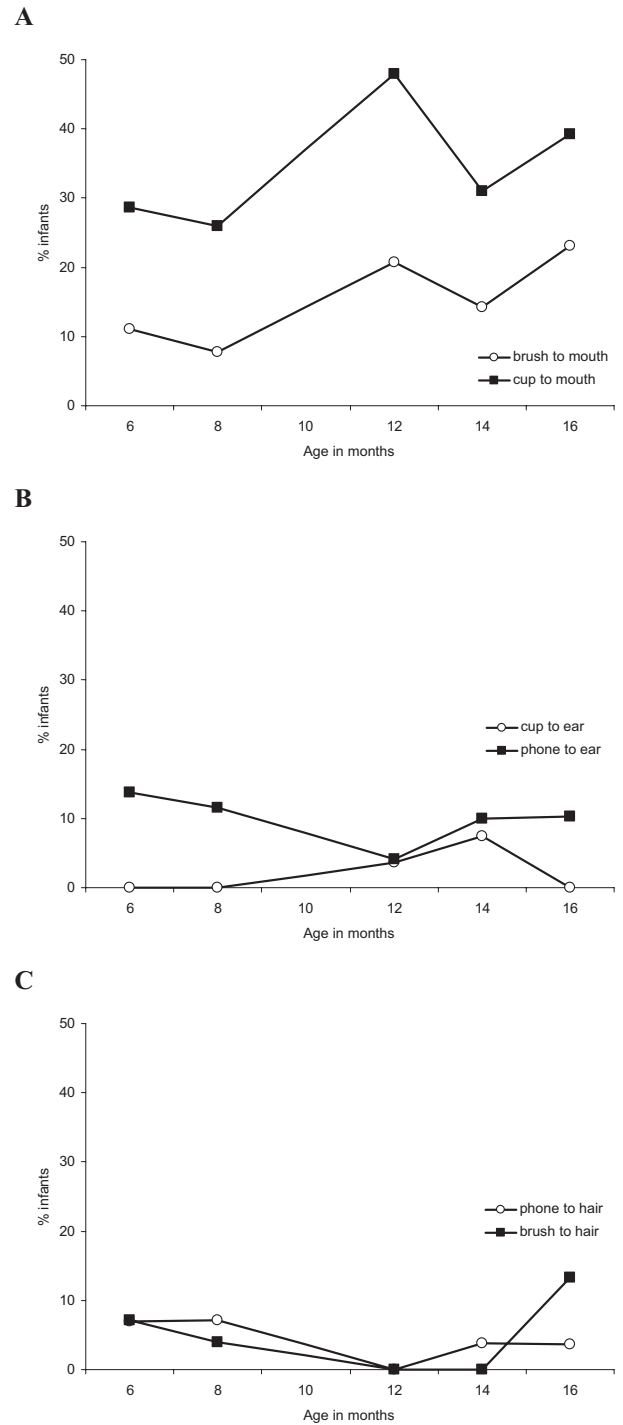 A
50
40
30
20
10
0
% infants
brush to mouth
cup to mouth
6 8 10 12 14 16
Age in months
B
50
40
30
20
10
0
% infants
cup to ear
phone to ear
6 8 10 12 14 16
Age in months
C
50
40
30
20
10
0
% infants
phone to hair
brush to hair
6 8 10 12 14 16
Age in months